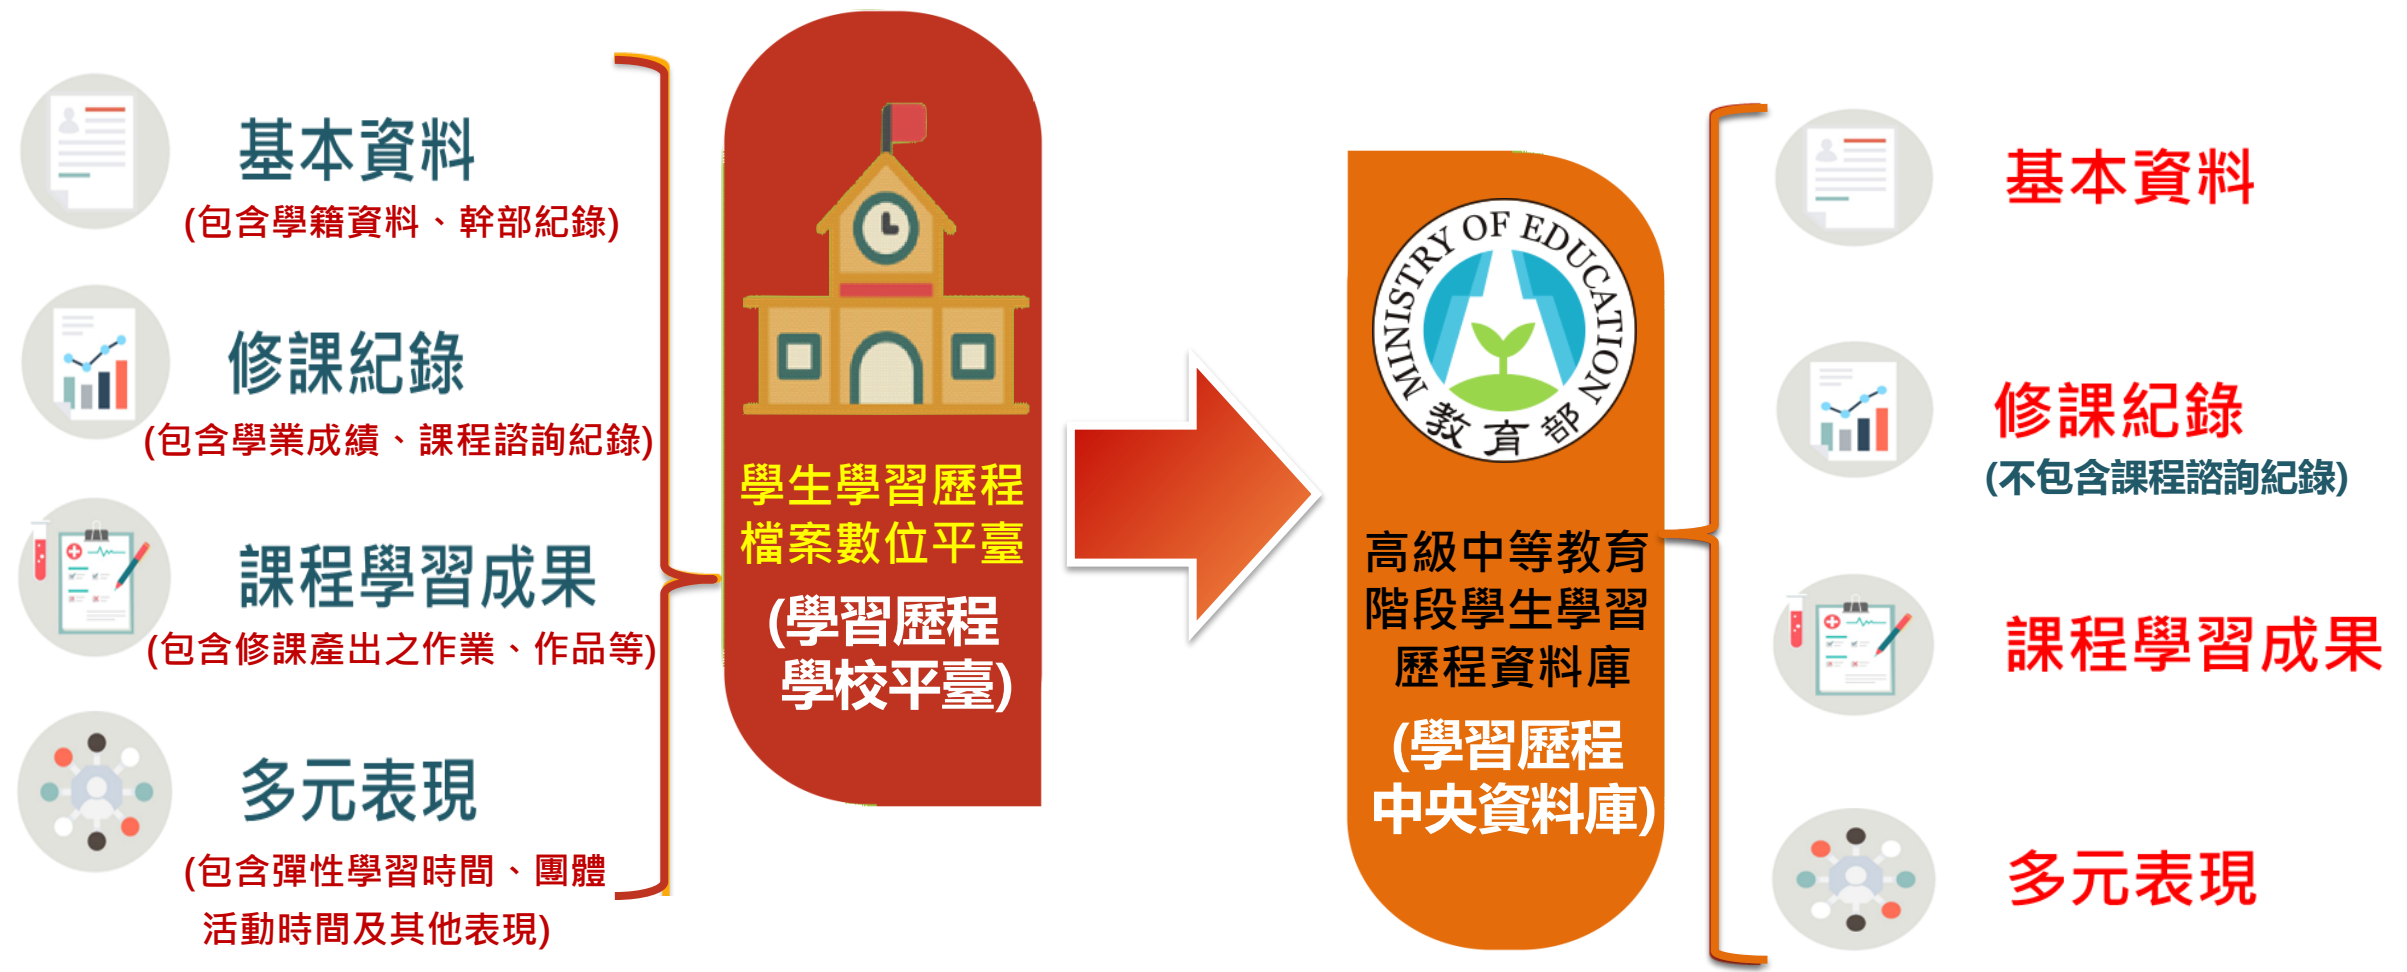 基本資料
(包含學籍資料、幹部紀錄)
修課紀錄
(包含學業成績、課程諮詢紀錄)
課程學習成果
(包含修課產出之作業、作品等)
多元表現
(包含彈性學習時間、團體
活動時間及其他表現)
學生學習歷程
檔案數位平臺
(學習歷程
學校平臺)
MINISTRY OF EDUCATION
教育部
高級中等教育
階段學生學習
歷程資料庫
(學習歷程
中央資料庫)
基本資料
修課紀錄
(不包含課程諮詢紀錄)
課程學習成果
多元表現